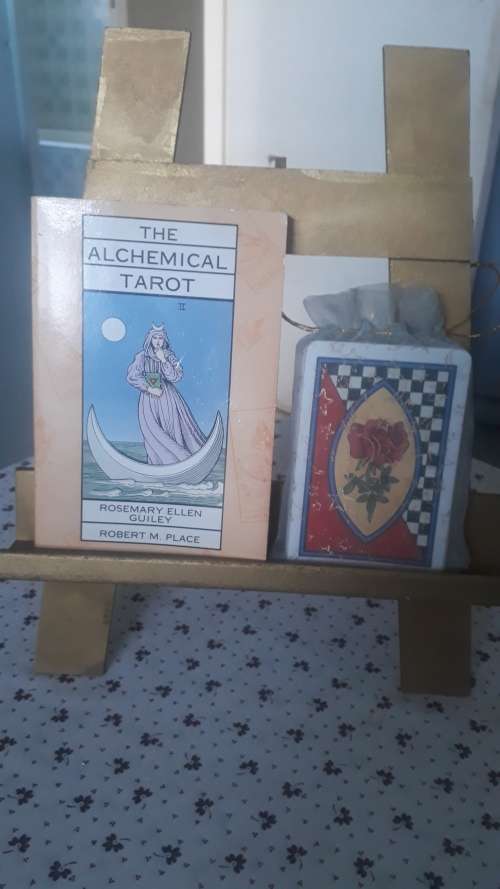 THE
ALCHEMICAL
TAROT
II
ROSEMARY ELLEN
GUILEY
ROBERT M. PLACE